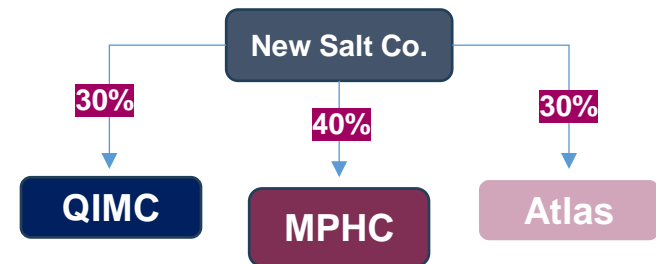 New Salt Co.
30%
40%
30%
QIMC
MPHC
Atlas